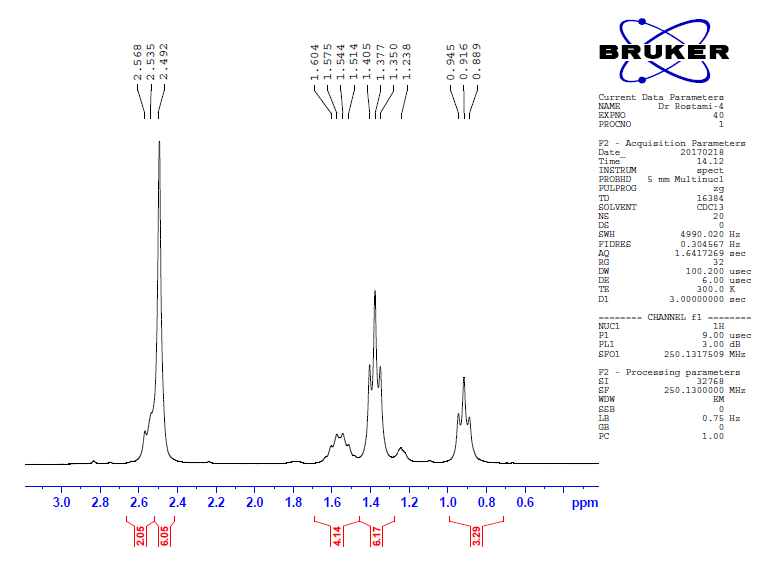 2.568
2.535
2.492
1.604
1.575
1.544
1.514
1.405
1.377
1.350
1.238
0.945
0.916
0.889
BRUKER
Current Data Parameters
NAME Dr Rostami-4
EXPNO 40
PROCNO 1
F2 - Acquisition Parameters
Date_ 20170218
Time 14.12
INSTRUM spect
PROBHD 5 mm Multinucl
PULPROG zg
TD 16384
SOLVENT CDCl3
NS 20
DS 0
SWH 4990.020 Hz
FIDRES 0.304567 Hz
AQ 1.6417269 sec
RG 32
DW 100.200 usec
DE 6.00 usec
TE 300.0 K
D1 3.00000000 sec
======== CHANNEL f1 ========
NUC1 1H
P1 9.00 usec
PL1 3.00 dB
SFO1 250.1317509 MHz
F2 - Processing parameters
SI 32768
SF 250.1300000 MHz
WDW EM
SSB 0
LB 0.75 Hz
GB 0
PC 1.00
3.0 2.8 2.6 2.4 2.2 2.0 1.8 1.6 1.4 1.2 1.0 0.8 0.6 ppm
2.05
6.05
4.14
6.17
3.29